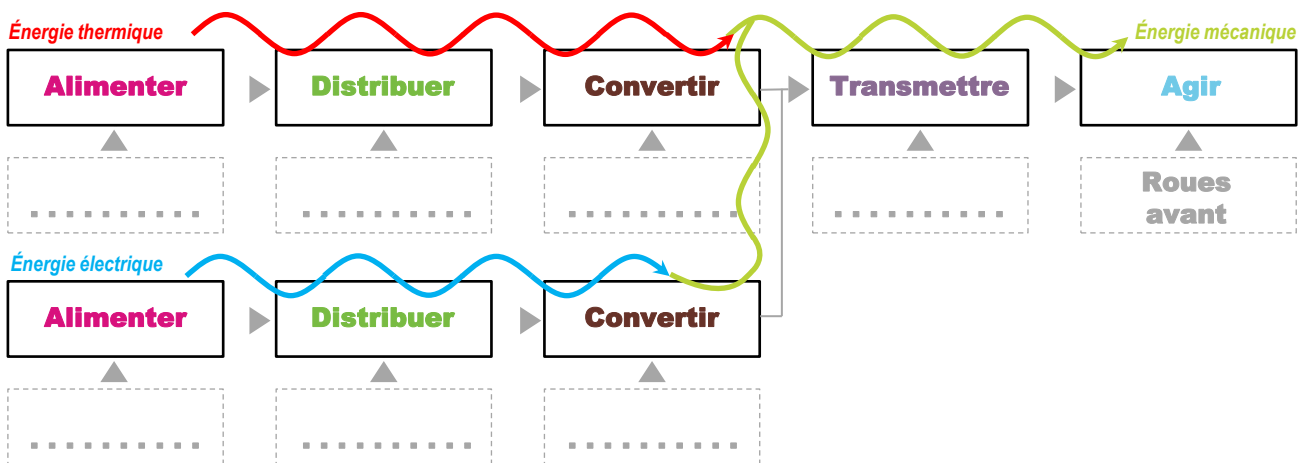 Énergie thermique
Énergie mécanique
Alimenter
Distribuer
Convertir
Transmettre
Agir
Roues
avant
Énergie électrique
Alimenter
Distribuer
Convertir